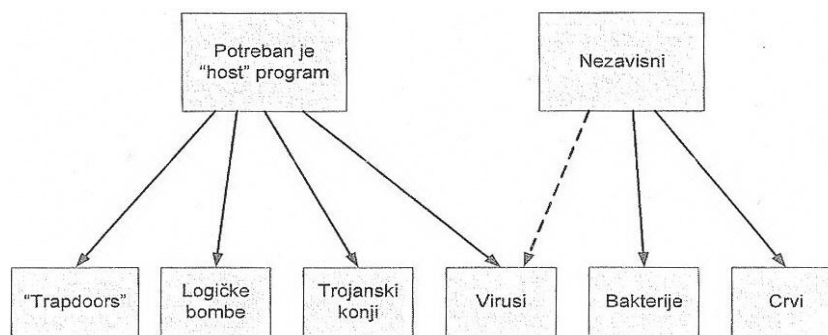 Potreban je
“host” program
Nezavisni
“Trapdoors”
Logičke
bombe
Trojanski
konji
Virusi
Bakterije
Crvi